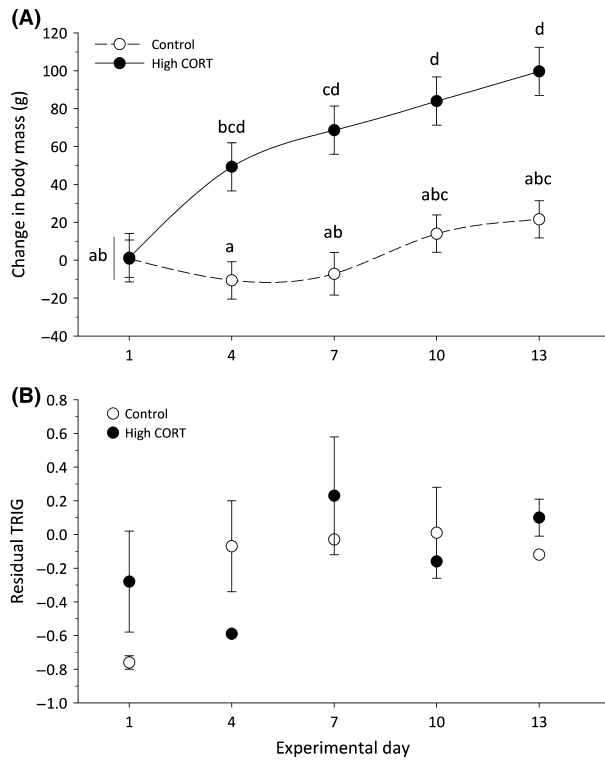 (A)
120
100
80
60
40
20
0
−20
−40
Change in body mass (g)
Control
High CORT
ab
bcd
cd
d
d
a
ab
abc
abc
1
4
7
10
13
(B)
0.8
0.6
0.4
0.2
0.0
−0.2
−0.4
−0.6
−0.8
−1.0
Residual TRIG
Control
High CORT
1
4
7
10
13
Experimental day